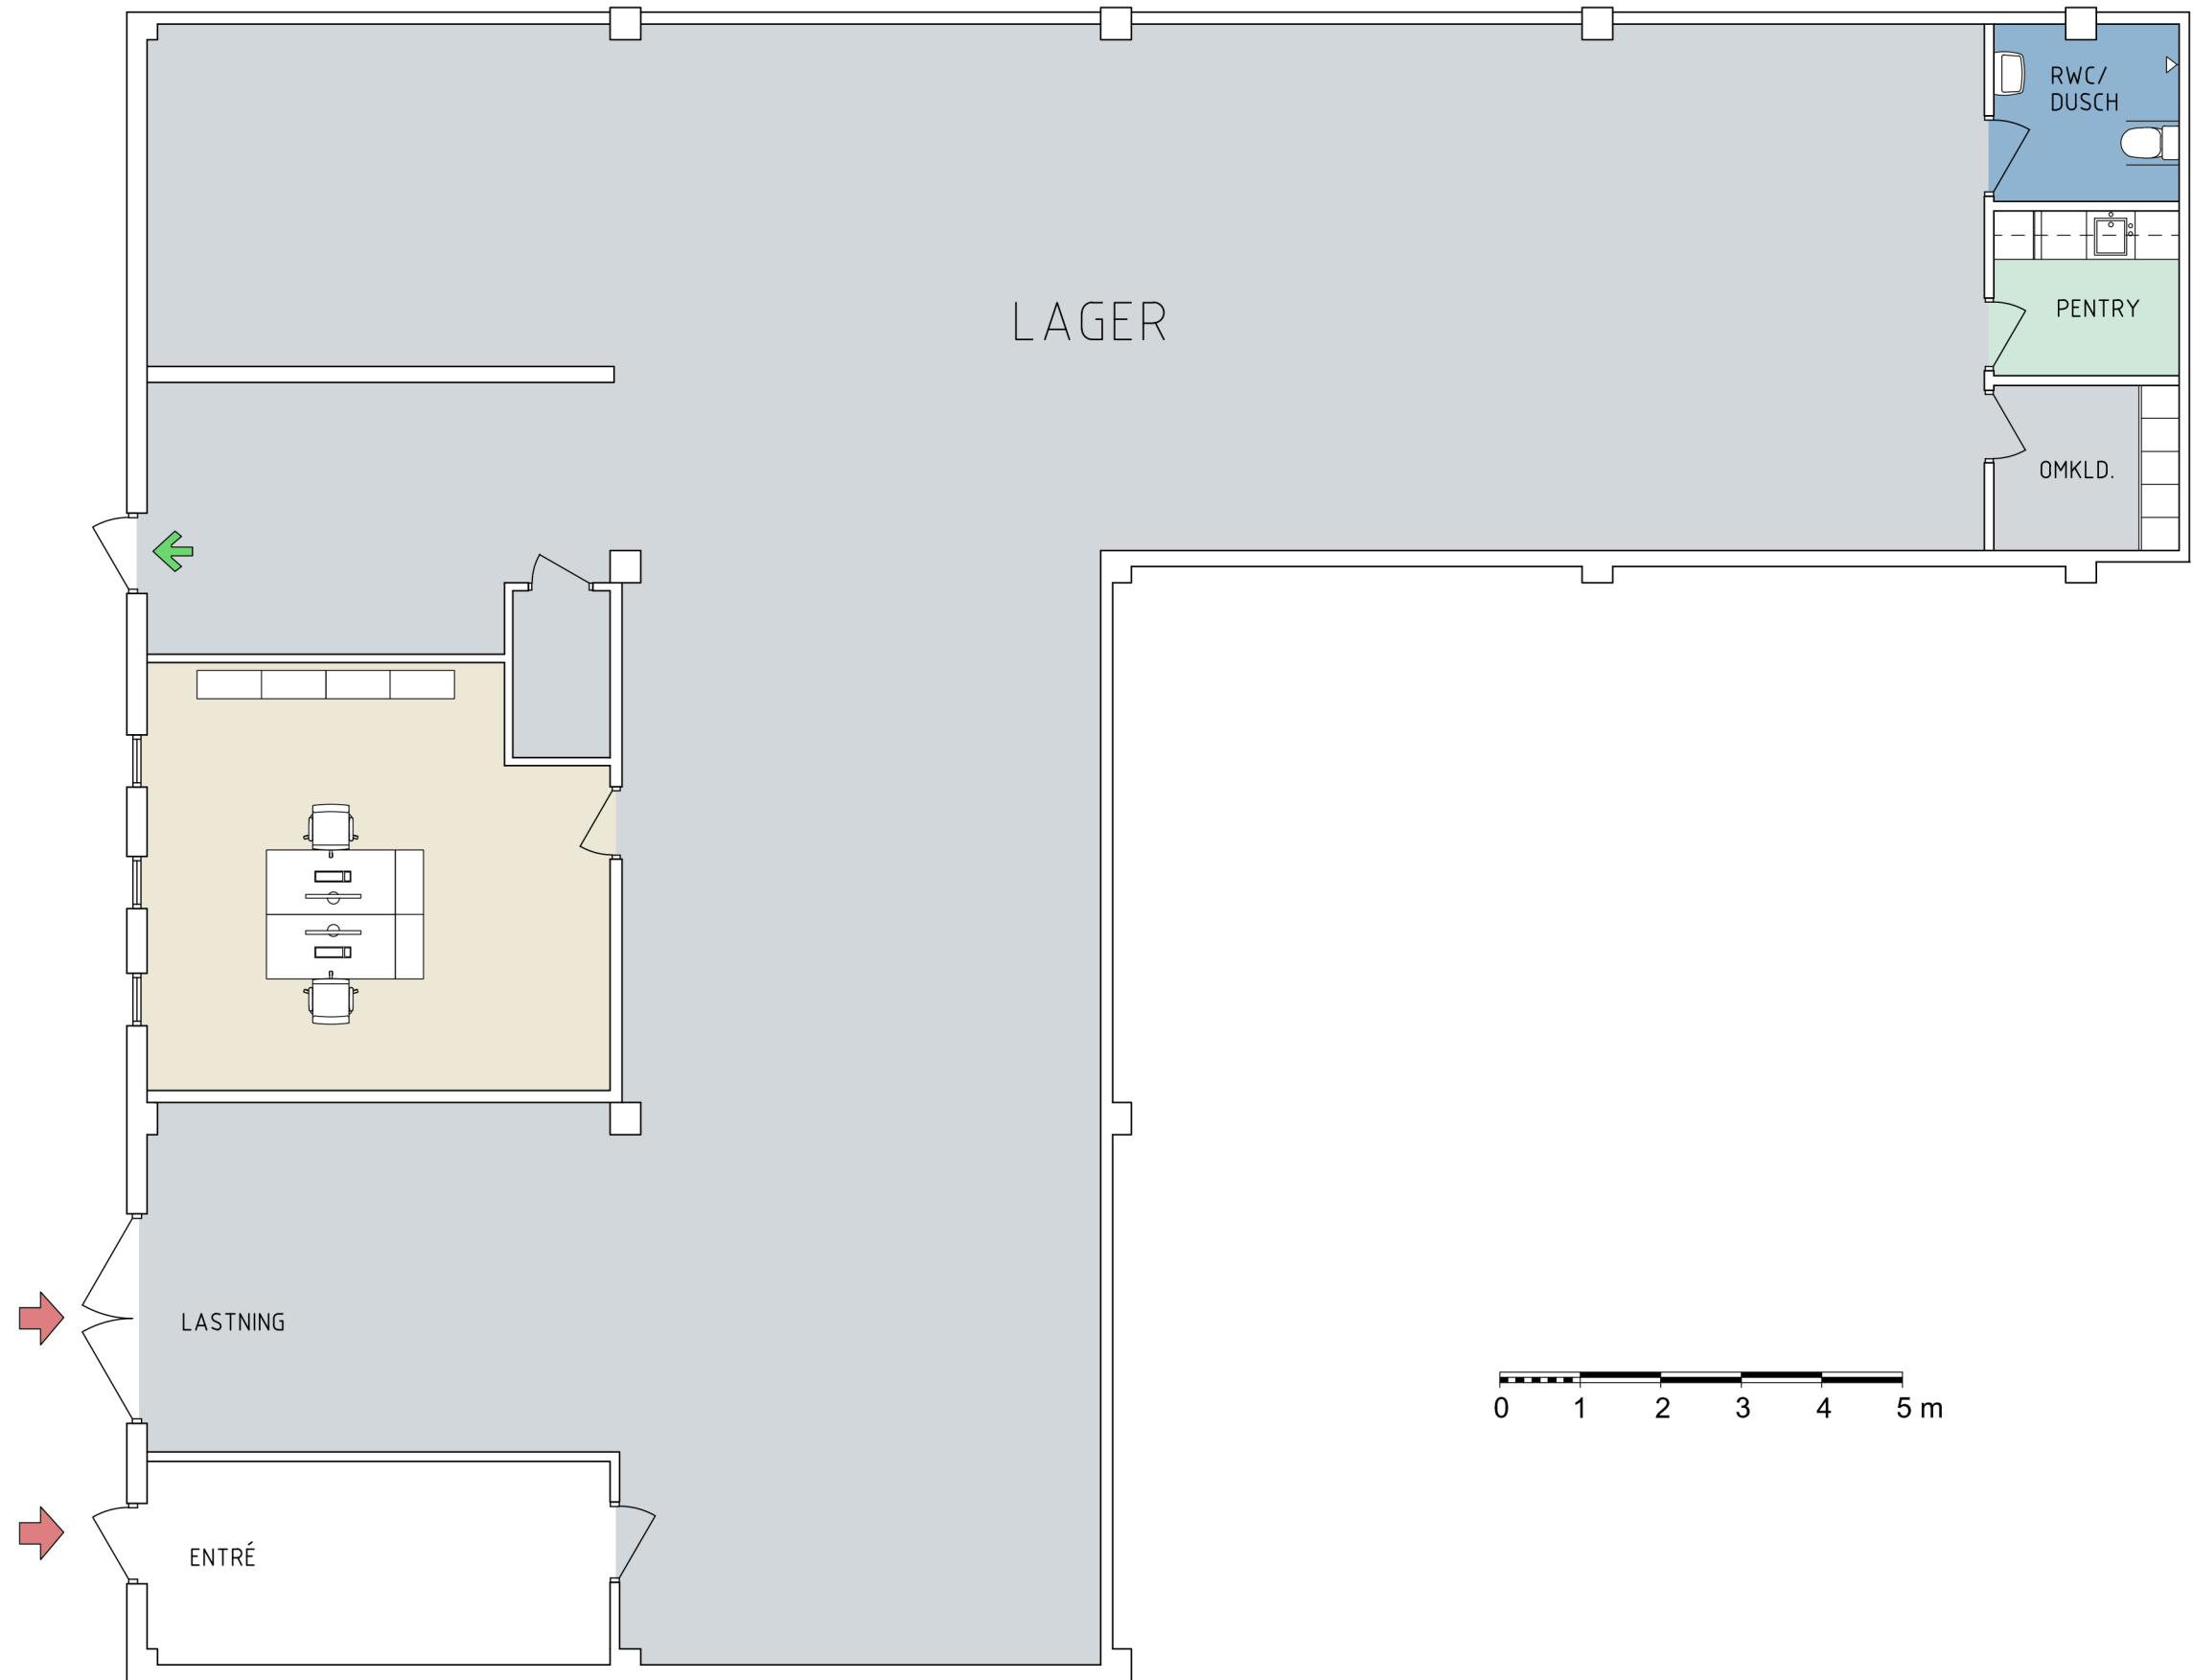 RWC/
DUSCH
LAGER
PENTRY
OMKLD.
LASTNING
0 1 2 3 4 5 m
ENTRÉ